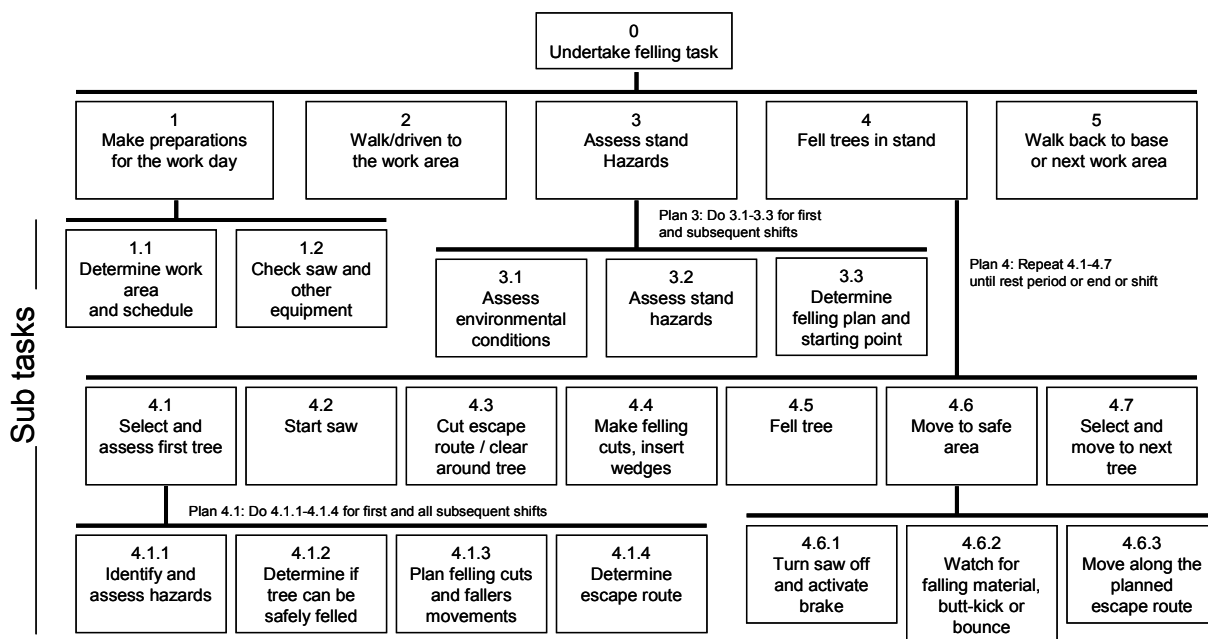 0
Undertake felling task
1
Make preparations
for the work day
2
Walk/driven to
the work area
3
Assess stand
Hazards
4
Fell trees in stand
5
Walk back to base
or next work area
Sub tasks
1.1
Determine work
area
and schedule
1.2
Check saw and
other
equipment
Plan 3: Do 3.1-3.3 for first
and subsequent shifts
3.1
Assess
environmental
conditions
3.2
Assess stand
hazards
3.3
Determine
felling plan and
starting point
Plan 4: Repeat 4.1-4.7
until rest period or end or shift
4.1
Select and
assess first tree
4.2
Start saw
4.3
Cut escape
route / clear
around tree
4.4
Make felling
cuts, insert
wedges
4.5
Fell tree
4.6
Move to safe
area
4.7
Select and
move to next
tree
Plan 4.1: Do 4.1.1-4.1.4 for first and all subsequent shifts
4.1.1
Identify and
assess hazards
4.1.2
Determine if
tree can be
safely felled
4.1.3
Plan felling cuts
and fallers
movements
4.1.4
Determine
escape route
4.6.1
Turn saw off
and activate
brake
4.6.2
Watch for
falling material,
butt-kick or
bounce
4.6.3
Move along the
planned
escape route